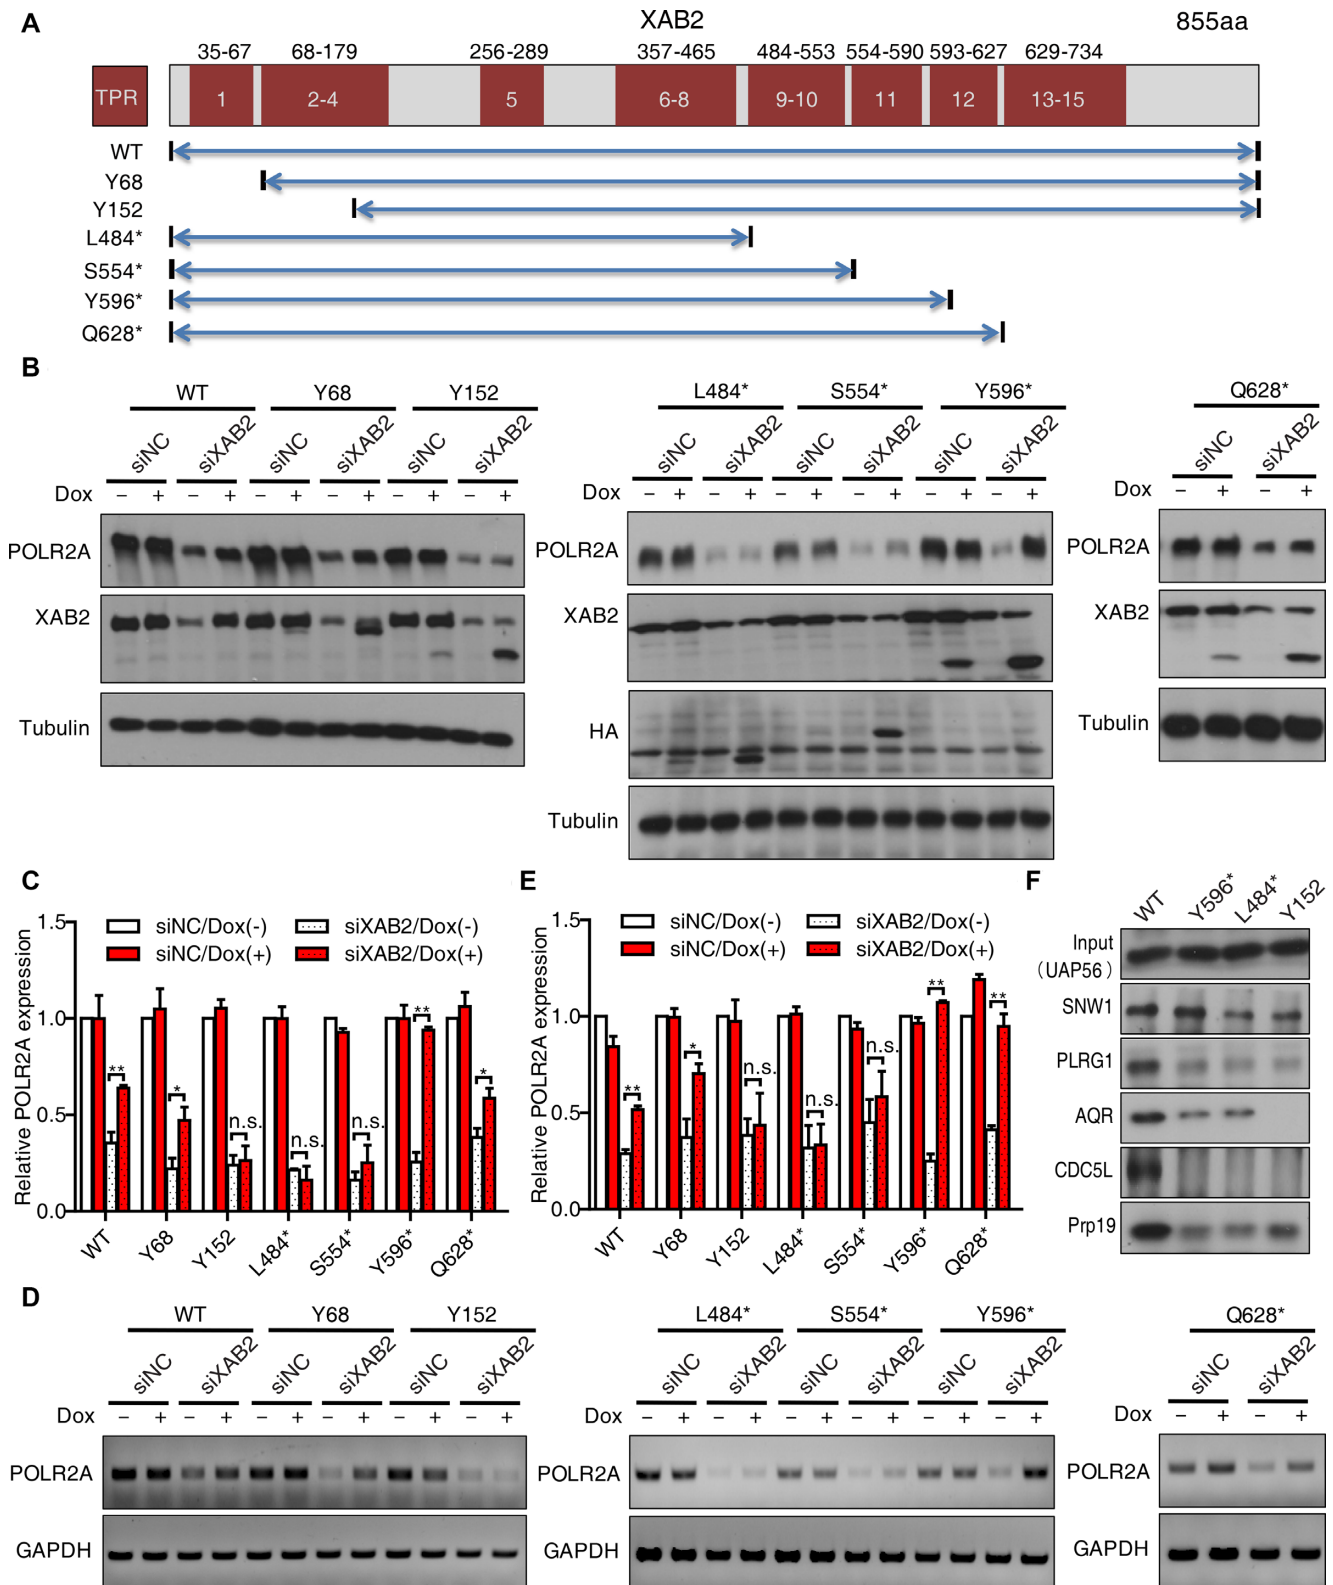 A
XAB2
855aa
35-67 68-179 256-289 357-465 484-553 554-590 593-627 629-734
TPR 1 2-4 5 6-8 9-10 11 12 13-15
WT
Y68
Y152
L484*
S554*
Y596*
Q628*
B
WT Y68 Y152
siNC siXAB2 siNC siXAB2 siNC siXAB2
Dox − + − + − + − + − + − +
POLR2A
XAB2
Tubulin
L484* S554* Y596*
siNC siXAB2 siNC siXAB2 siNC siXAB2
Dox − + − + − + − + − + − +
POLR2A
XAB2
HA
Tubulin
Q628*
siNC siXAB2
Dox − + − +
POLR2A
XAB2
Tubulin
C
Relative POLR2A expression
1.5
1.0
0.5
0.0
siNC/Dox(-) siXAB2/Dox(-)
siNC/Dox(+) siXAB2/Dox(+)
** * n.s. n.s. n.s. ** *
WT Y68 Y152 L484* S554* Y596* Q628*
E
Relative POLR2A expression
1.5
1.0
0.5
0.0
siNC/Dox(-) siXAB2/Dox(-)
siNC/Dox(+) siXAB2/Dox(+)
** * n.s. n.s. n.s. ** **
WT Y68 Y152 L484* S554* Y596* Q628*
F
WT Y596* L484* Y152
Input
(UAP56)
SNW1
PLRG1
AQR
CDC5L
Prp19
D
WT Y68 Y152
siNC siXAB2 siNC siXAB2 siNC siXAB2
Dox − + − + − + − + − + − +
POLR2A
GAPDH
L484* S554* Y596*
siNC siXAB2 siNC siXAB2 siNC siXAB2
Dox − + − + − + − + − + − +
POLR2A
GAPDH
Q628*
siNC siXAB2
Dox − + − +
POLR2A
GAPDH